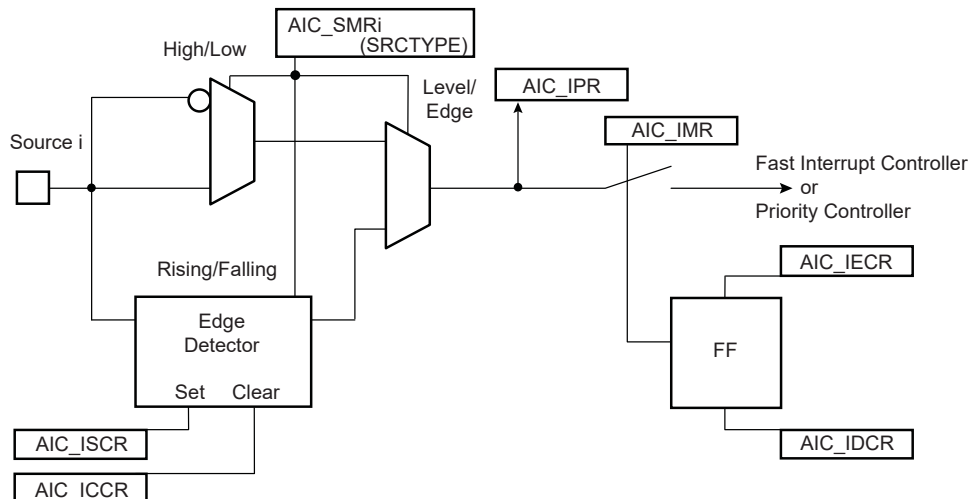 AIC_SMRi
(SRCTYPE)
High/Low
Level/
Edge
AIC_IPR
AIC_IMR
Source i
Fast Interrupt Controller
or
Priority Controller
Rising/Falling
AIC_IECR
Edge
Detector
FF
Set Clear
AIC_ISCR
AIC_IDCR
AIC_ICCR